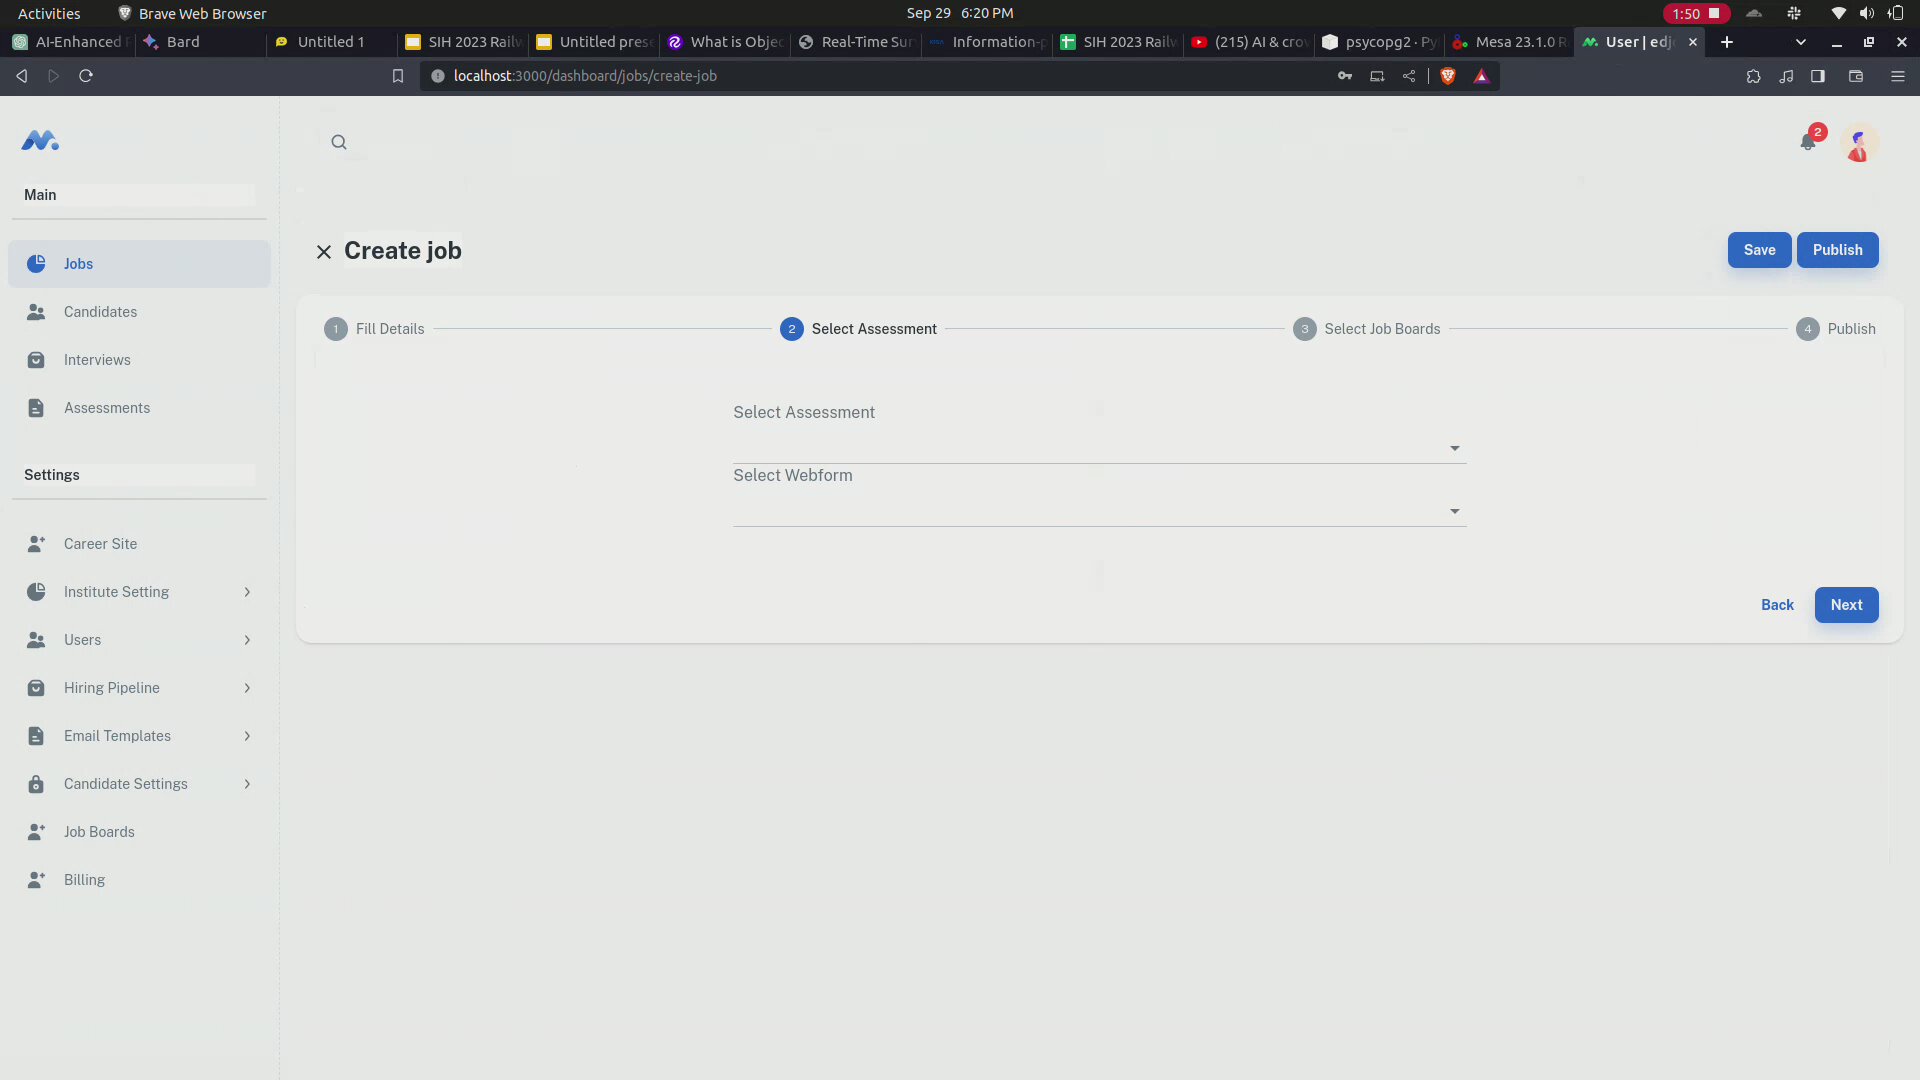 Activities
Brave Web Browser
Sep 29 6:20 PM
1:50
AI-Enhanced
Bard
Untitled 1
SIH 2023 Railw
Untitled prese
What is Objec
Real-Time Sur
Information-p
SIH 2023 Railw
(215) AI & crow
psycopg2 · Py
Mesa 23.1.0 R
User | edjo
localhost:3000/dashboard/jobs/create-job
2
Main
Create job
Save
Publish
Jobs
1
Fill Details
2
Select Assessment
3
Select Job Boards
4
Publish
Candidates
Interviews
Assessments
Select Assessment
Select Webform
Settings
Career Site
Institute Setting
Back
Next
Users
Hiring Pipeline
Email Templates
Candidate Settings
Job Boards
Billing